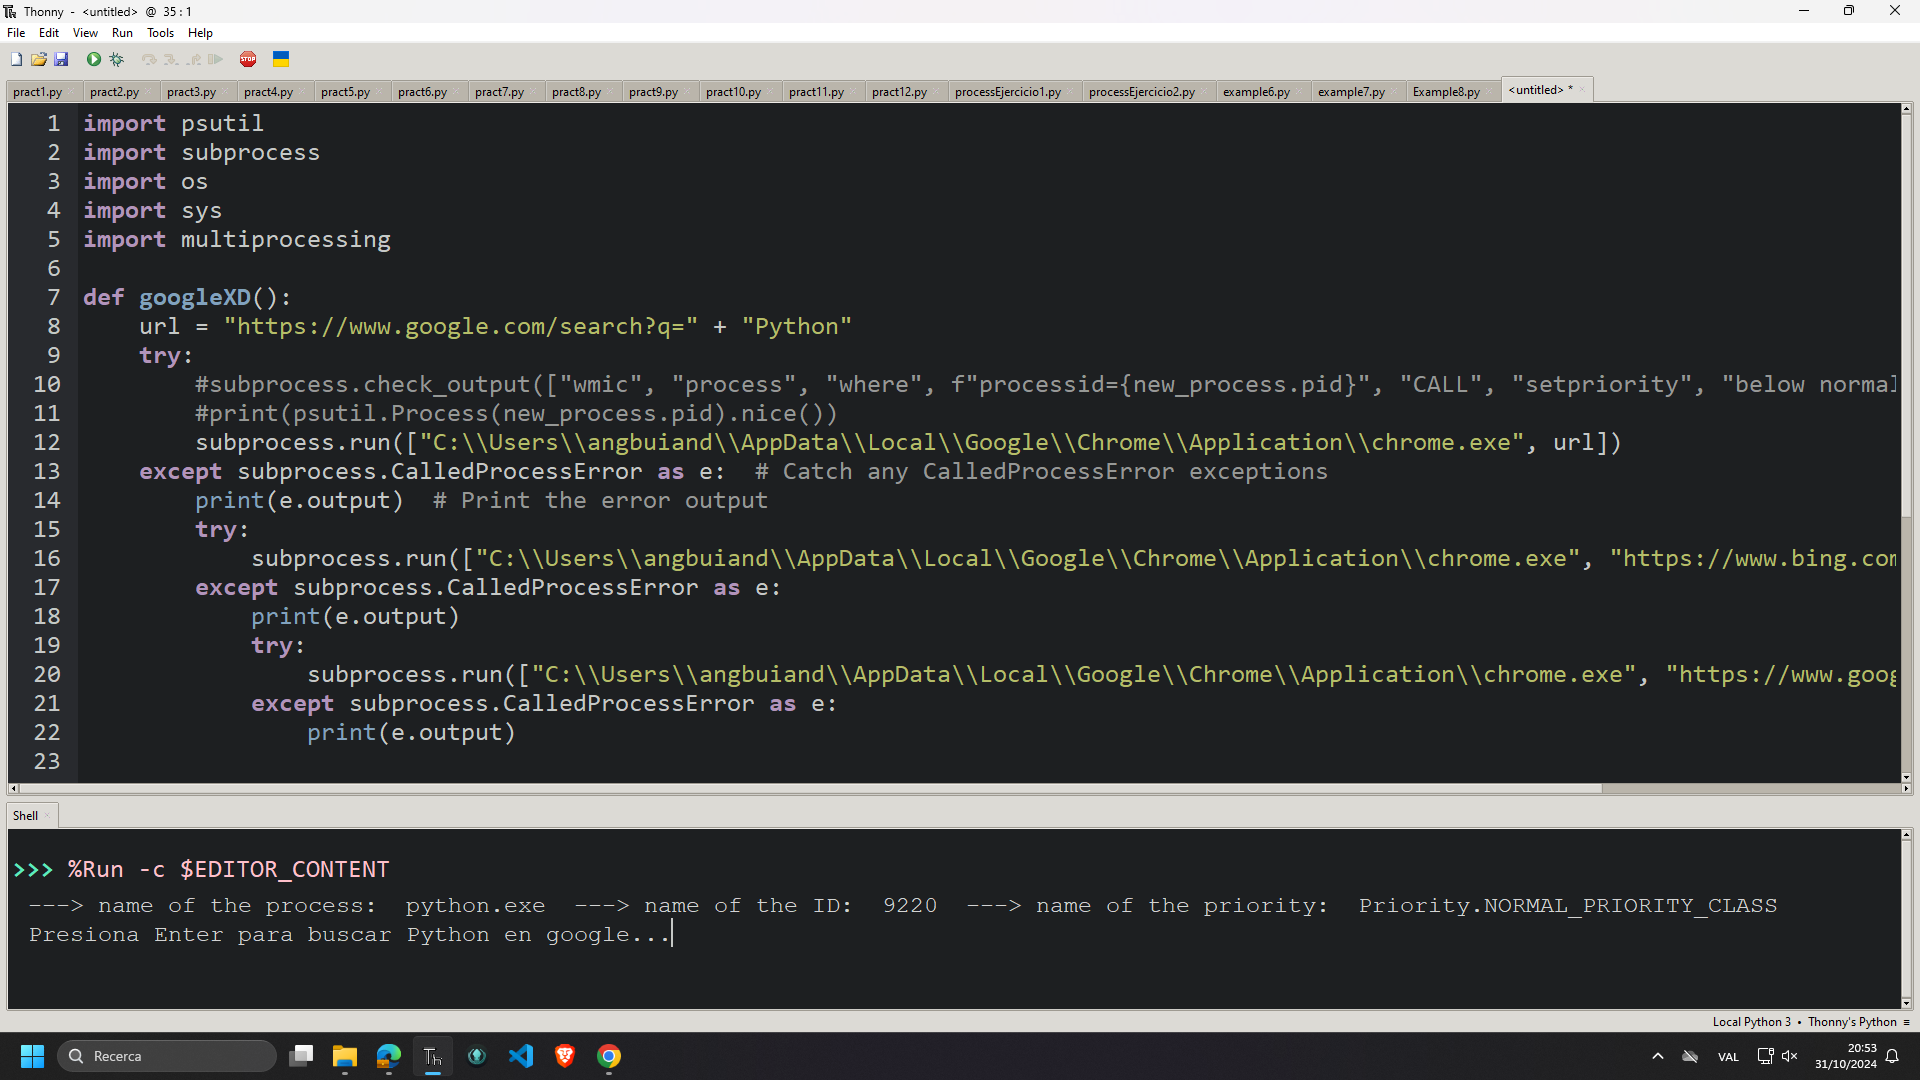 Thonny - <untitled> @ 35 : 1
File Edit View Run Tools Help
STOP
pract1.py pract2.py pract3.py pract4.py pract5.py pract6.py pract7.py pract8.py pract9.py pract10.py pract11.py pract12.py processEjercicio1.py processEjercicio2.py example6.py example7.py Example8.py <untitled> *
1 import psutil
2 import subprocess
3 import os
4 import sys
5 import multiprocessing
6
7 def googleXD():
8     url = "https://www.google.com/search?q=" + "Python"
9     try:
10         #subprocess.check_output(["wmic", "process", "where", f"processid={new_process.pid}", "CALL", "setpriority", "below normal
11         #print(psutil.Process(new_process.pid).nice())
12         subprocess.run(["C:\\Users\\angbuiand\\AppData\\Local\\Google\\Chrome\\Application\\chrome.exe", url])
13     except subprocess.CalledProcessError as e:  # Catch any CalledProcessError exceptions
14         print(e.output)  # Print the error output
15         try:
16             subprocess.run(["C:\\Users\\angbuiand\\AppData\\Local\\Google\\Chrome\\Application\\chrome.exe", "https://www.bing.com
17         except subprocess.CalledProcessError as e:
18             print(e.output)
19             try:
20                 subprocess.run(["C:\\Users\\angbuiand\\AppData\\Local\\Google\\Chrome\\Application\\chrome.exe", "https://www.goog
21             except subprocess.CalledProcessError as e:
22                 print(e.output)
23
Shell
>>> %Run -c $EDITOR_CONTENT
---> name of the process:  python.exe  ---> name of the ID:  9220  ---> name of the priority:  Priority.NORMAL_PRIORITY_CLASS
Presiona Enter para buscar Python en google...
Local Python 3 • Thonny's Python ≡
Recerca
Th
VAL
20:53
31/10/2024